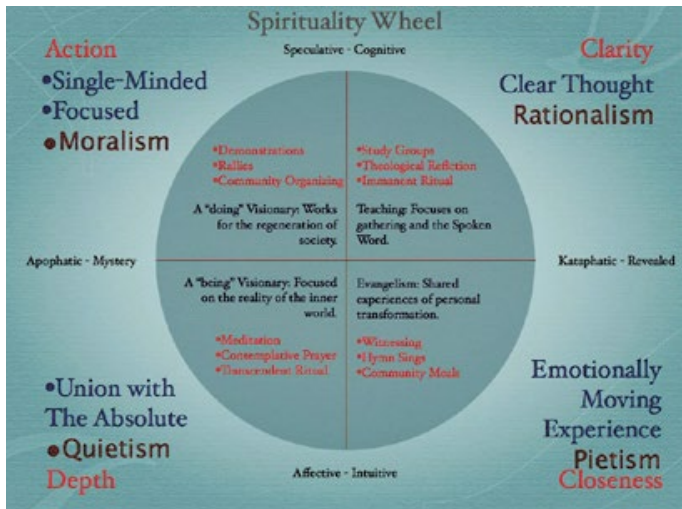 Spirituality Wheel
Speculative - Cognitive
Action
•Single-Minded
•Focused
•Moralism
Clarity
Clear Thought
Rationalism
•Demonstrations
•Rallies
•Community Organizing
A "doing" Visionary: Works
for the regeneration of
society.
•Study Groups
•Theological Reflection
•Immanent Ritual
Teaching: Focuses on
gathering and the Spoken
Word.
Apophatic - Mystery
Kataphatic - Revealed
A "being" Visionary: Focused
on the reality of the inner
world.
•Meditation
•Contemplative Prayer
•Transcendent Ritual
Evangelism: Shared
experiences of personal
transformation.
•Witnessing
•Hymn Sings
•Community Meals
•Union with
The Absolute
•Quietism
Depth
Emotionally
Moving
Experience
Pietism
Closeness
Affective - Intuitive